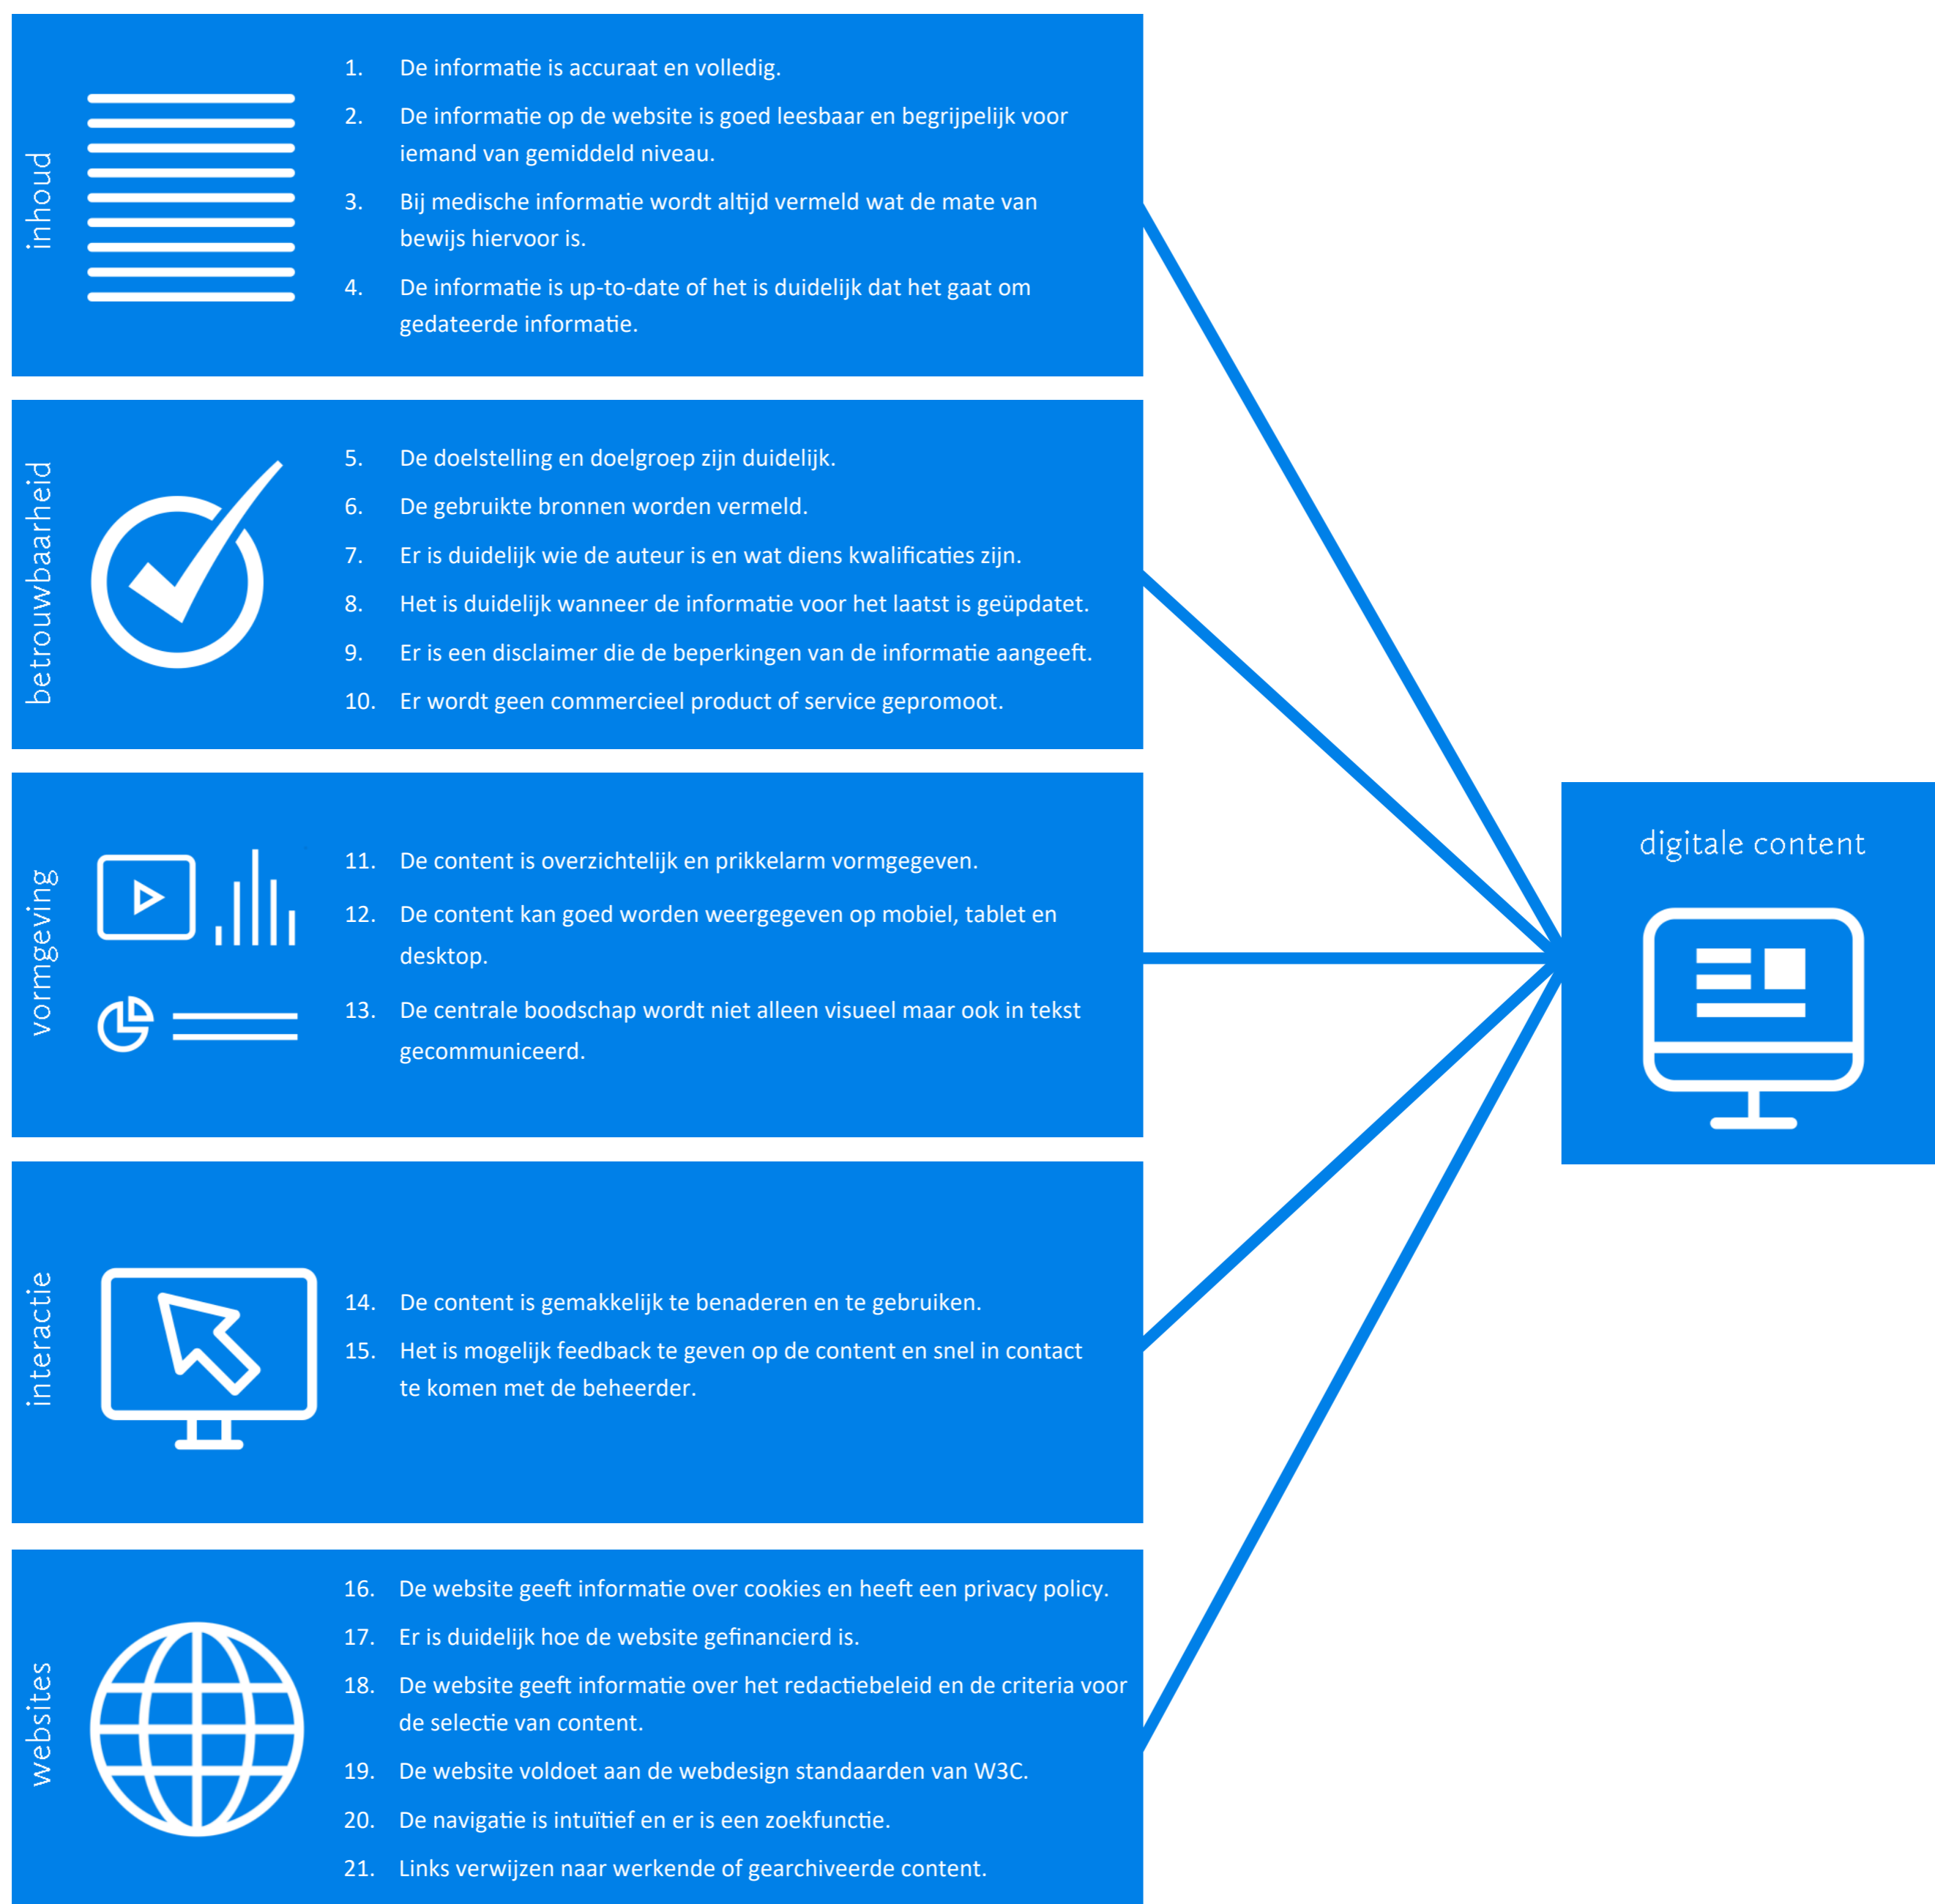 inhoud
1. De informatie is accuraat en volledig.
2. De informatie op de website is goed leesbaar en begrijpelijk voor
iemand van gemiddeld niveau.
3. Bij medische informatie wordt altijd vermeld wat de mate van
bewijs hiervoor is.
4. De informatie is up-to-date of het is duidelijk dat het gaat om
gedateerde informatie.
betrouwbaarheid
5. De doelstelling en doelgroep zijn duidelijk.
6. De gebruikte bronnen worden vermeld.
7. Er is duidelijk wie de auteur is en wat diens kwalificaties zijn.
8. Het is duidelijk wanneer de informatie voor het laatst is geüpdatet.
9. Er is een disclaimer die de beperkingen van de informatie aangeeft.
10. Er wordt geen commercieel product of service gepromoot.
vormgeving
11. De content is overzichtelijk en prikkelarm vormgegeven.
12. De content kan goed worden weergegeven op mobiel, tablet en
desktop.
13. De centrale boodschap wordt niet alleen visueel maar ook in tekst
gecommuniceerd.
interactie
14. De content is gemakkelijk te benaderen en te gebruiken.
15. Het is mogelijk feedback te geven op de content en snel in contact
te komen met de beheerder.
websites
16. De website geeft informatie over cookies en heeft een privacy policy.
17. Er is duidelijk hoe de website gefinancierd is.
18. De website geeft informatie over het redactiebeleid en de criteria voor
de selectie van content.
19. De website voldoet aan de webdesign standaarden van W3C.
20. De navigatie is intuïtief en er is een zoekfunctie.
21. Links verwijzen naar werkende of gearchiveerde content.
digitale content